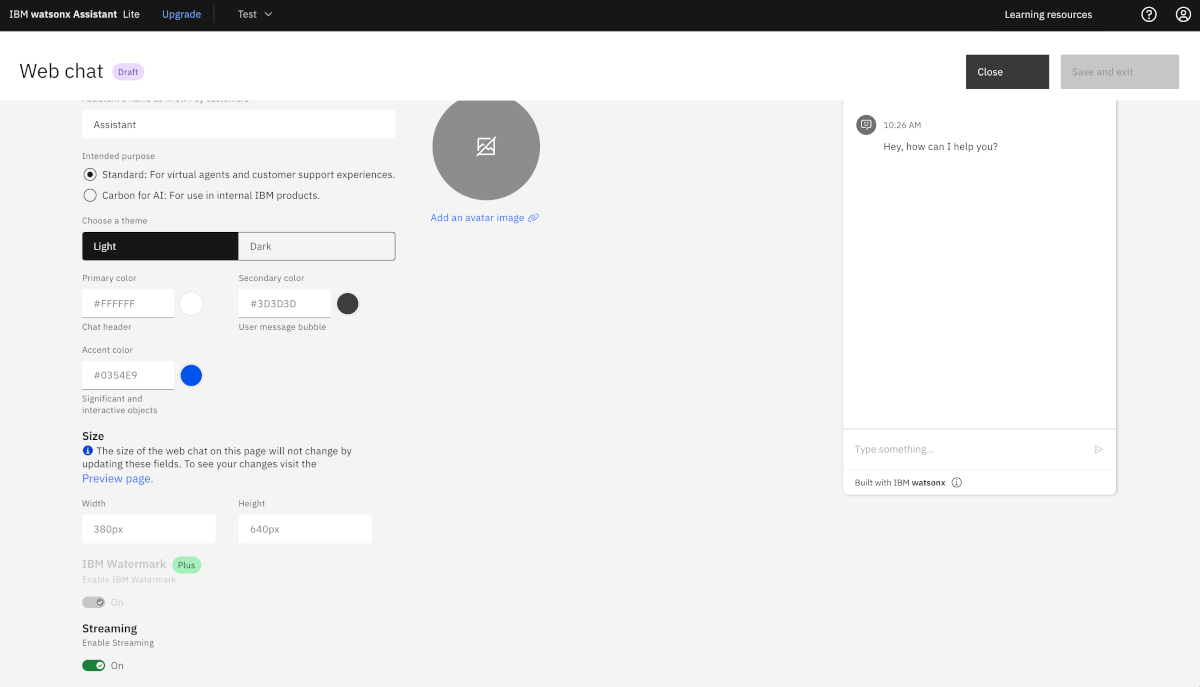 IBM watsonx Assistant Lite
Upgrade
Test
Learning resources
Web chat
Draft
Close
Save and exit
Assistant's name as known by customers
Assistant
Intended purpose
Standard: For virtual agents and customer support experiences.
Carbon for AI: For use in internal IBM products.
Choose a theme
Light
Dark
Primary color
Secondary color
#FFFFFF
#3D3D3D
Chat header
User message bubble
Accent color
#0354E9
Significant and
interactive objects
Size
The size of the web chat on this page will not change by
updating these fields. To see your changes visit the
Preview page.
Width
Height
380px
640px
IBM Watermark
Plus
Enable IBM Watermark
On
Streaming
Enable Streaming
On
Add an avatar image
10:26 AM
Hey, how can I help you?
Type something...
Built with IBM watsonx